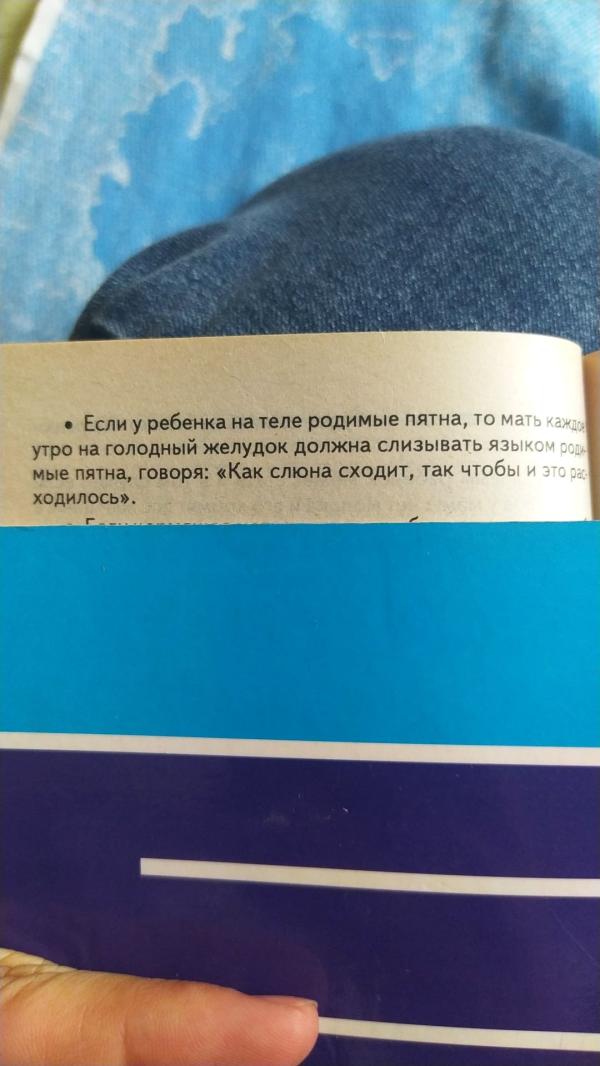 • Если у ребенка на теле родимые пятна, то мать каждое
утро на голодный желудок должна слизывать языком роди-
мые пятна, говоря: «Как слюна сходит, так чтобы и это рас-
ходилось».